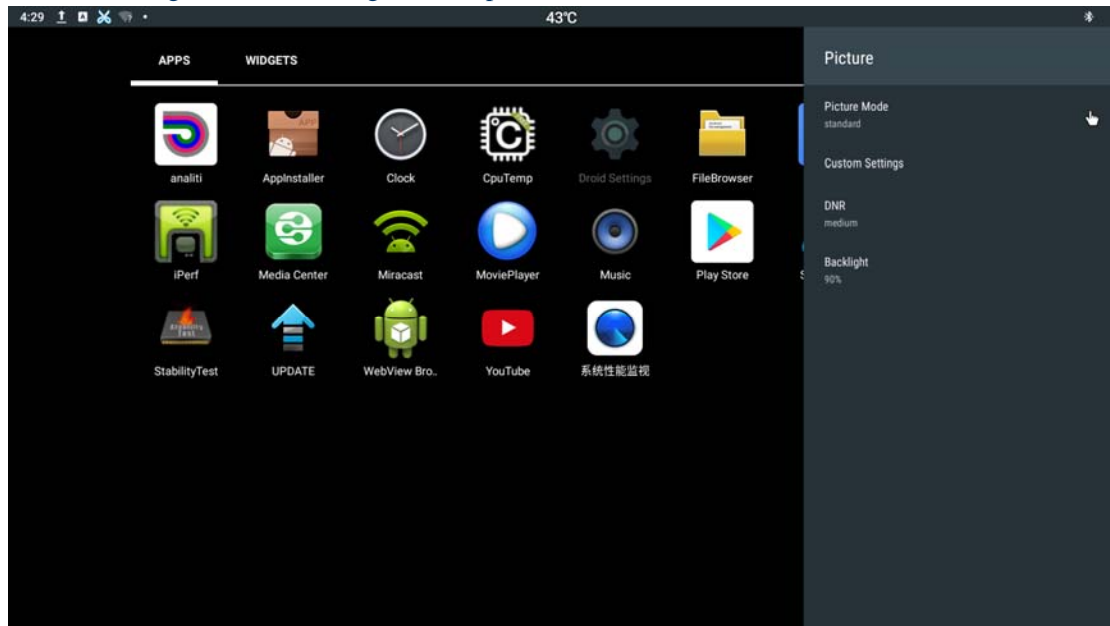 4:29
43°C
APPS WIDGETS
analiti AppInstaller Clock CpuTemp Droid Settings FileBrowser
iPerf Media Center Miracast MoviePlayer Music Play Store
StabilityTest UPDATE WebView Bro.. YouTube 系统性能监视
Picture
Picture Mode
standard
Custom Settings
DNR
medium
Backlight
90%